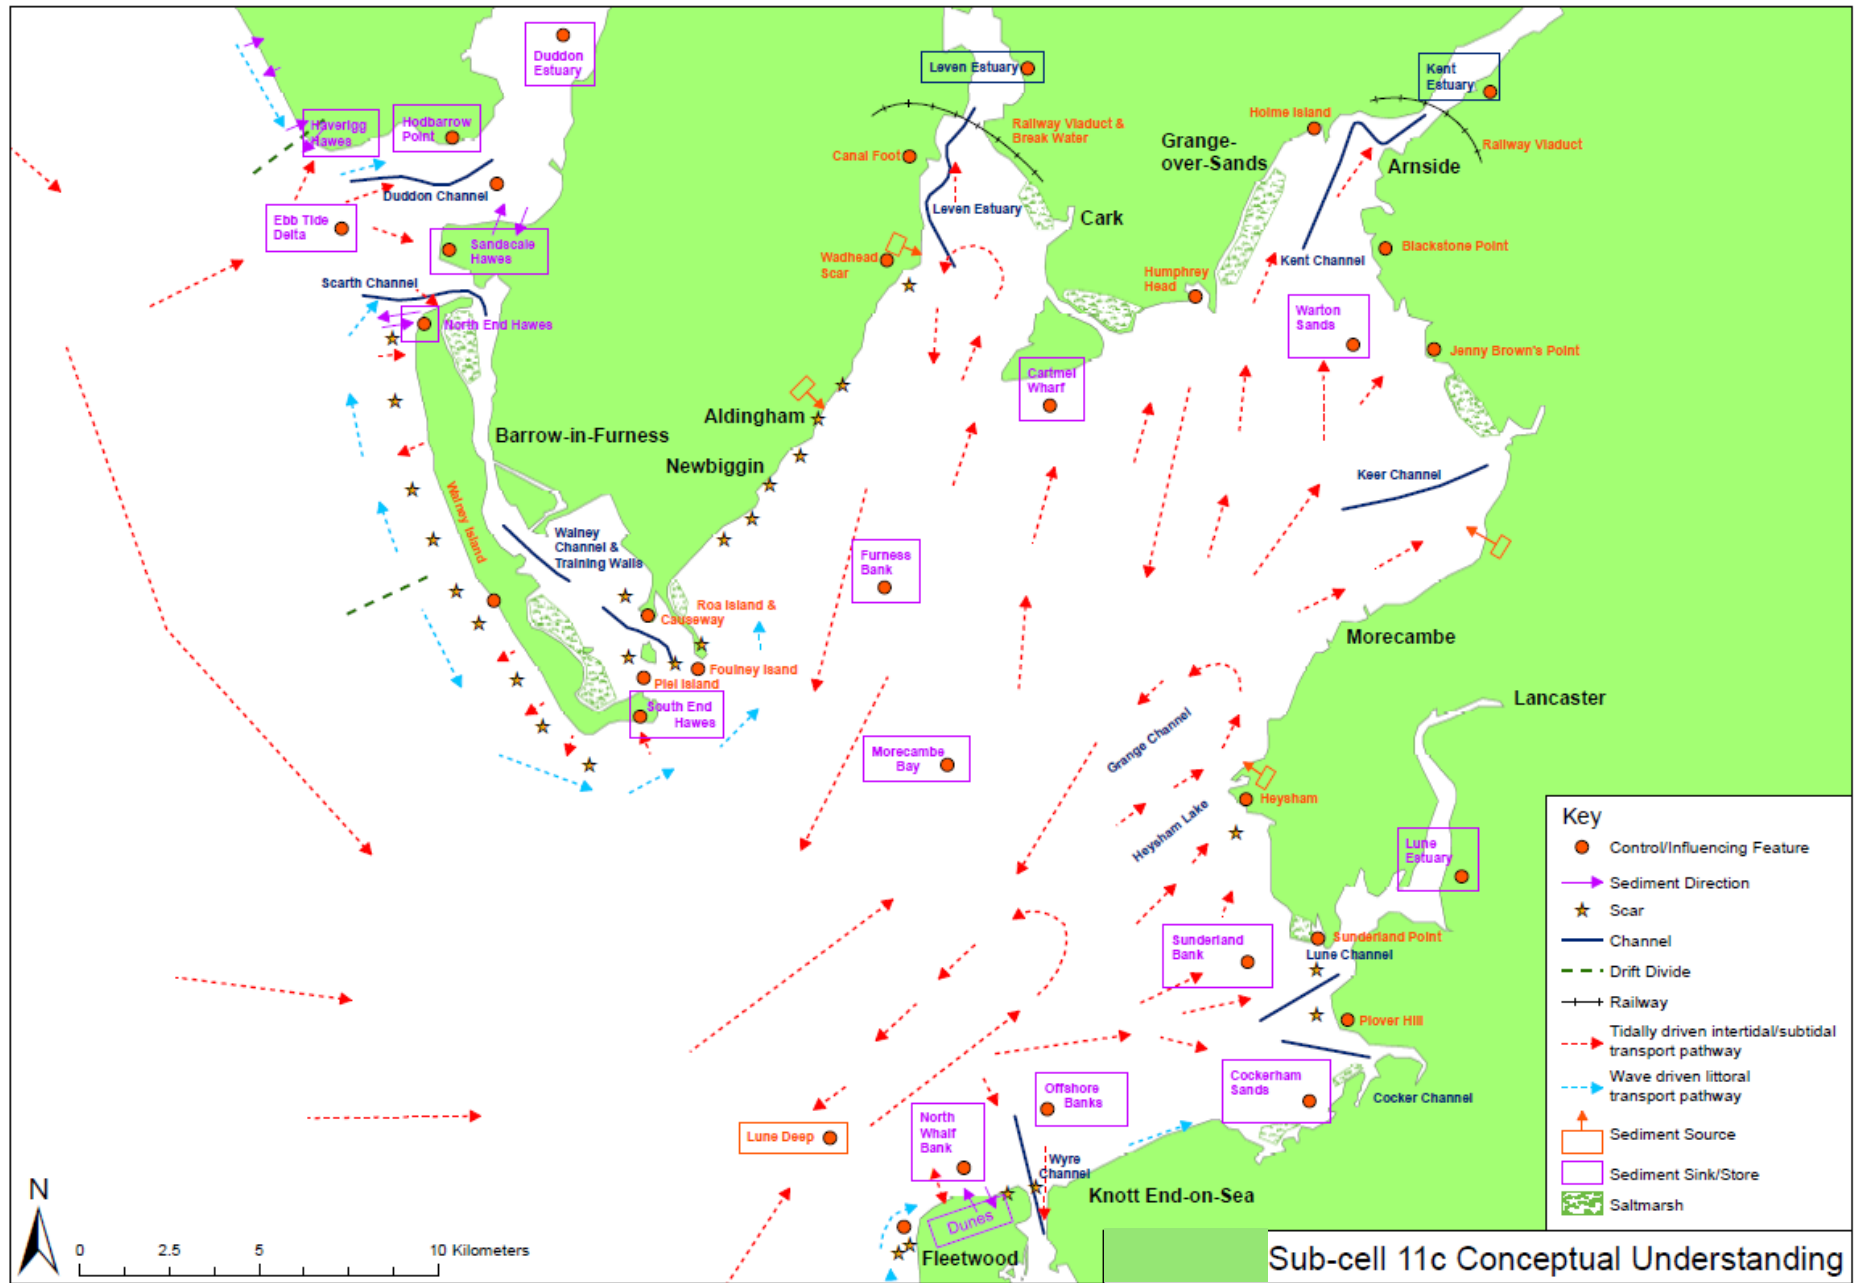 Duddon
Estuary
Leven Estuary
Kent
Estuary
Haverigg
Hawes
Hodbarrow
Point
Holme Island
Railway Viaduct &
Break Water
Grange-
over-Sands
Railway Viaduct
Canal Foot
Arnside
Duddon Channel
Leven Estuary
Cark
Ebb Tide
Delta
Sandscale
Hawes
Blackstone Point
Wadhead
Scar
Kent Channel
Humphrey
Head
Scarth Channel
North End Hawes
Warton
Sands
Jenny Brown's Point
Cartmel
Wharf
Aldingham
Barrow-in-Furness
Newbiggin
Keer Channel
Walney Island
Walney
Channel &
Training Walls
Furness
Bank
Roa Island &
Causeway
Morecambe
Foulney Isand
Piel Island
South End
Hawes
Lancaster
Grange Channel
Morecambe
Bay
Heysham
Heysham Lake
Lune
Estuary
Sunderland
Bank
Sunderland Point
Lune Channel
Plover Hill
Cockerham
Sands
Cocker Channel
Offshore
Banks
North
Whalf
Bank
Lune Deep
Wyre
Channel
Knott End-on-Sea
Dunes
Fleetwood
N
0 2.5 5 10 Kilometers
Key
Control/Influencing Feature
Sediment Direction
Scar
Channel
Drift Divide
Railway
Tidally driven intertidal/subtidal
transport pathway
Wave driven littoral
transport pathway
Sediment Source
Sediment Sink/Store
Saltmarsh
Sub-cell 11c Conceptual Understanding